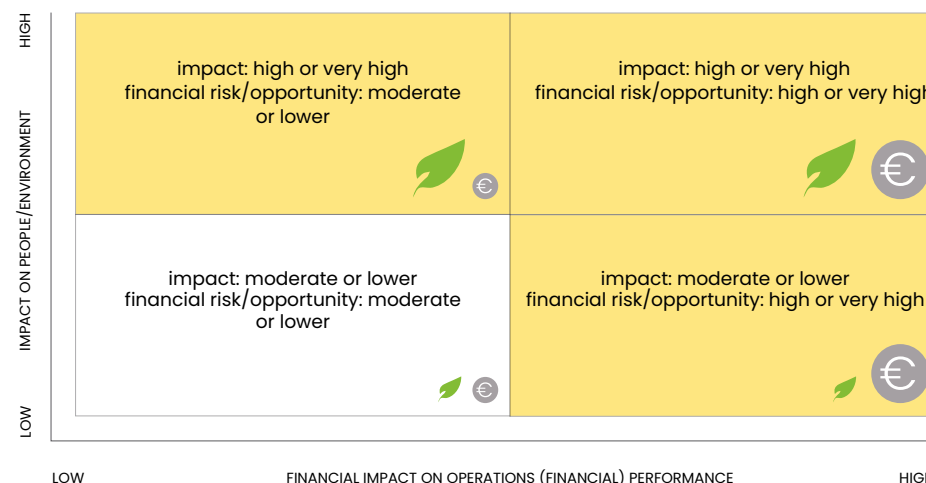 HIGH
impact: high or very high
financial risk/opportunity: moderate
or lower
€
impact: high or very high
financial risk/opportunity: high or very high
€
IMPACT ON PEOPLE/ENVIRONMENT
impact: moderate or lower
financial risk/opportunity: moderate
or lower
€
impact: moderate or lower
financial risk/opportunity: high or very high
€
LOW
LOW
FINANCIAL IMPACT ON OPERATIONS (FINANCIAL) PERFORMANCE
HIGH